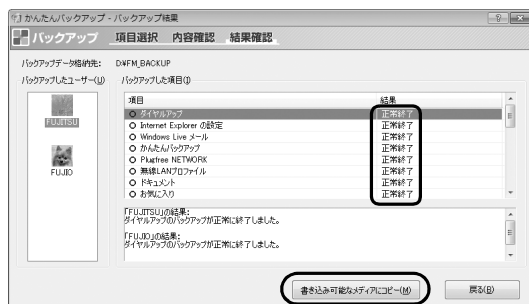 かんたんバックアップ - バックアップ結果
バックアップ 項目選択 内容確認 結果確認
バックアップデータ格納先: D:¥FM_BACKUP
バックアップしたユーザー(U)
FUJITSU
FUJIO
バックアップした項目(I)
項目 結果
ダイヤルアップ 正常終了
Internet Explorer の設定 正常終了
Windows Live メール 正常終了
かんたんバックアップ 正常終了
Plugfree NETWORK 正常終了
無線LANプロファイル 正常終了
ドキュメント 正常終了
お気に入り 正常終了
「FUJITSU」の結果:
ダイヤルアップのバックアップが正常に終了しました。
「FUJIO」の結果:
ダイヤルアップのバックアップが正常に終了しました。
書き込み可能なメディアにコピー(M)
戻る(B)